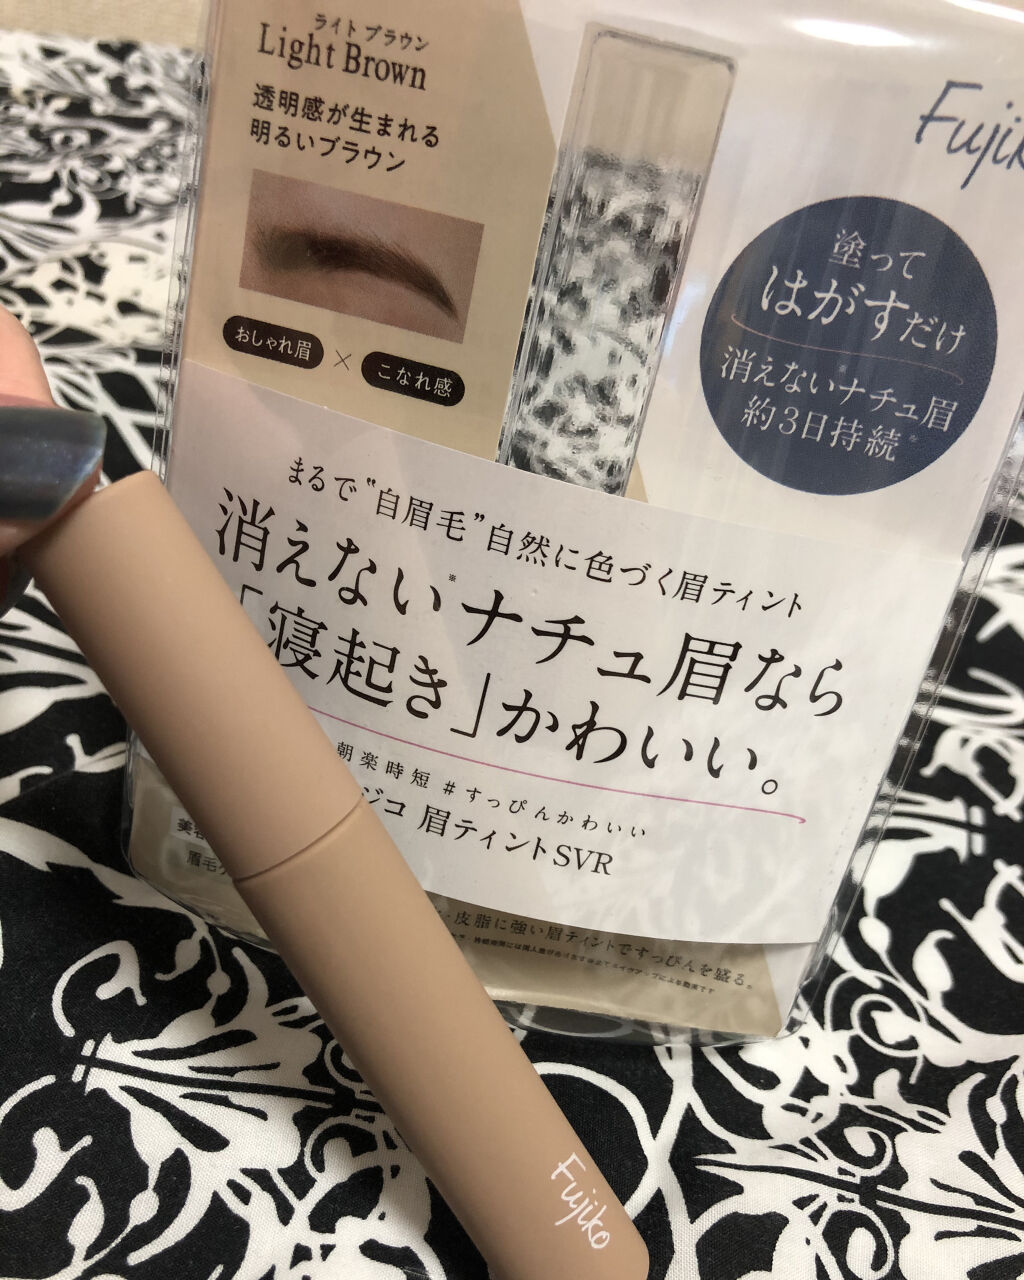 ライト ブラウン
Light Brown
透明感が生まれる
明るいブラウン
おしゃれ眉 × こなれ感
Fujik
塗って
はがすだけ
消えないナチュ眉※
約3日持続※
まるで"自眉毛"自然に色づく眉ティント
消えない※ナチュ眉なら
「寝起き」かわいい。
朝楽時短 #すっぴんかわいい
ジコ 眉ティントSVR
眉毛
皮脂に強い眉ティントですっぴんを盛る。
Fujiko